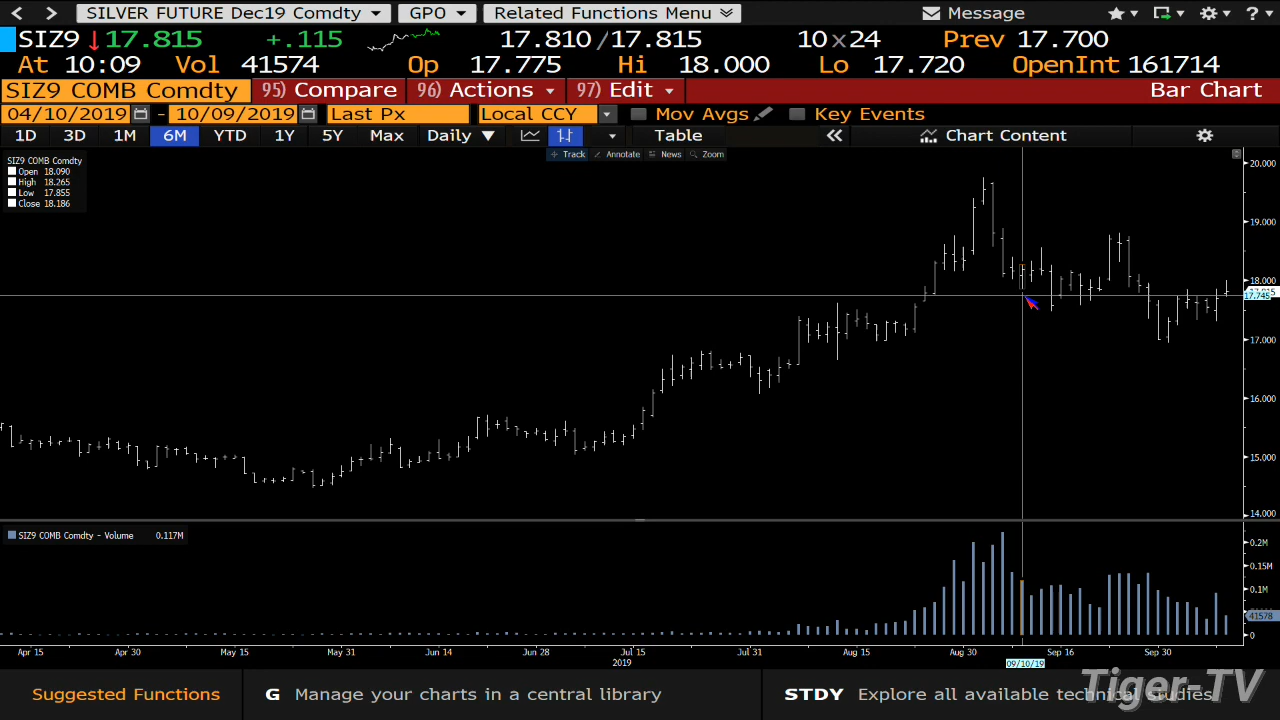 SILVER FUTURE Dec19 Comdty GPO Related Functions Menu Message ?
SIZ9 ↓17.815 +.115 17.810/17.815 10x24 Prev 17.700
At 10:09 Vol 41574 Op 17.775 Hi 18.000 Lo 17.720 OpenInt 161714
SIZ9 COMB Comdty 95) Compare 96) Actions 97) Edit Bar Chart
04/10/2019 - 10/09/2019 Last Px Local CCY Mov Avgs Key Events
1D 3D 1M 6M YTD 1Y 5Y Max Daily ▼ Table « Chart Content
Track Annotate News Zoom
SIZ9 COMB Comdty
Open 18.090
High 18.265
Low 17.855
Close 18.186
20.000
19.000
18.000
17.745
17.000
16.000
15.000
14.000
SIZ9 COMB Comdty - Volume 0.117M
0.2M
0.15M
0.1M
41578
0
Apr 15 Apr 30 May 15 May 31 Jun 14 Jun 28 Jul 15 Jul 31 Aug 15 Aug 30 Sep 16 Sep 30
2019 09/10/19
Suggested Functions G Manage your charts in a central library STDY Explore all available technical studies
Tiger-TV